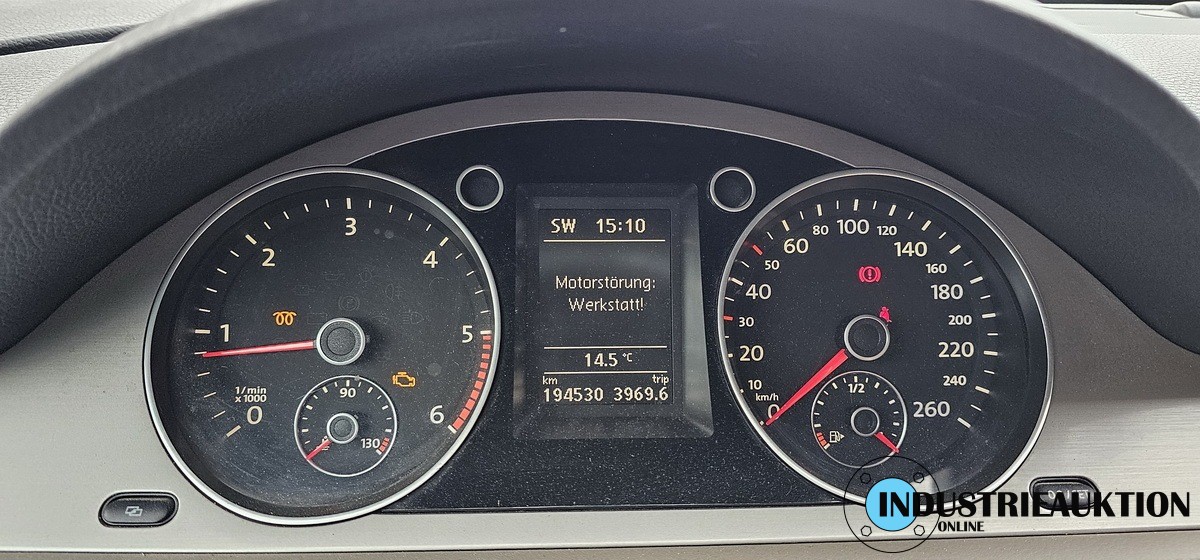 SW 15:10
Motorstörung:
Werkstatt!
14.5 °C
km trip
194530 3969.6
0 1 2 3 4 5 6
1/min
x 1000
90
130
0 10 20 30 40 50 60 80 100 120 140 160 180 200 220 240 260
km/h
1/2
INDUSTRIEAUKTION
ONLINE